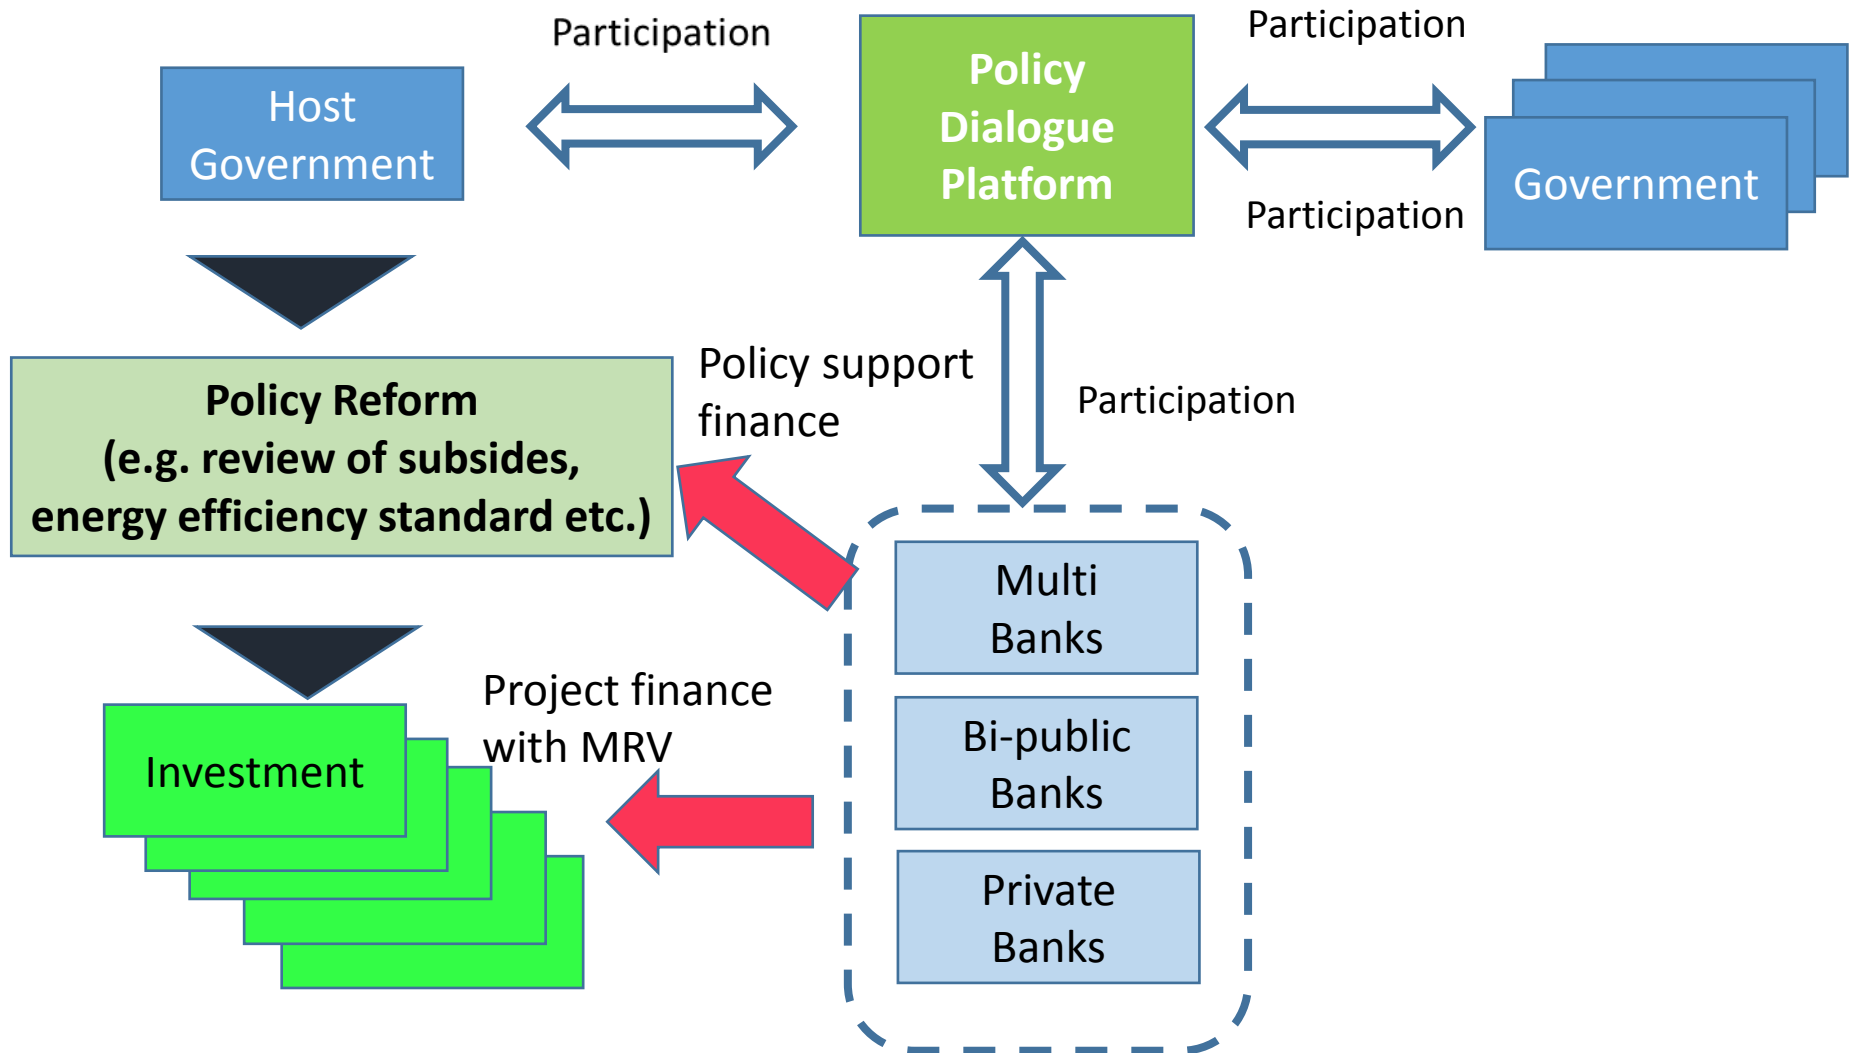 Participation
Participation
Policy
Dialogue
Platform
Host
Government
Government
Participation
Policy support
finance
Participation
Policy Reform
(e.g. review of subsides,
energy efficiency standard etc.)
Multi
Banks
Project finance
with MRV
Investment
Bi-public
Banks
Private
Banks